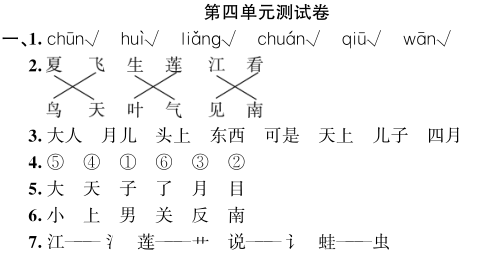 第四单元测试卷
一、1. chūn√ huì√ liǎng√ chuán√ qiū√ wān√
2. 夏 飞 生 莲 江 看
鸟 天 叶 气 见 南
3. 大人 月儿 头上 东西 可是 天上 儿子 四月
4. ⑤ ④ ① ⑥ ③ ②
5. 大 天 子 了 月 目
6. 小 上 男 关 反 南
7. 江——氵 莲——艹 说——讠 蛙——虫